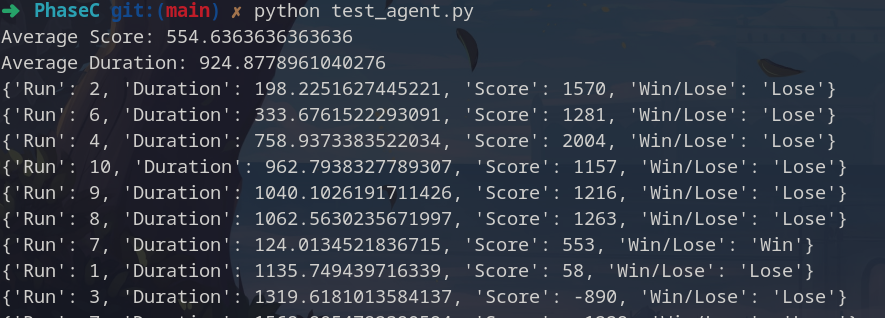 ➜ PhaseC git:(main) ✗ python test_agent.py
Average Score: 554.6363636363636
Average Duration: 924.8778961040276
{'Run': 2, 'Duration': 198.2251627445221, 'Score': 1570, 'Win/Lose': 'Lose'}
{'Run': 6, 'Duration': 333.6761522293091, 'Score': 1281, 'Win/Lose': 'Lose'}
{'Run': 4, 'Duration': 758.9373383522034, 'Score': 2004, 'Win/Lose': 'Lose'}
{'Run': 10, 'Duration': 962.7938327789307, 'Score': 1157, 'Win/Lose': 'Lose'}
{'Run': 9, 'Duration': 1040.1026191711426, 'Score': 1216, 'Win/Lose': 'Lose'}
{'Run': 8, 'Duration': 1062.5630235671997, 'Score': 1263, 'Win/Lose': 'Lose'}
{'Run': 7, 'Duration': 124.0134521836715, 'Score': 553, 'Win/Lose': 'Win'}
{'Run': 1, 'Duration': 1135.749439716339, 'Score': 58, 'Win/Lose': 'Lose'}
{'Run': 3, 'Duration': 1319.6181013584137, 'Score': -890, 'Win/Lose': 'Lose'}